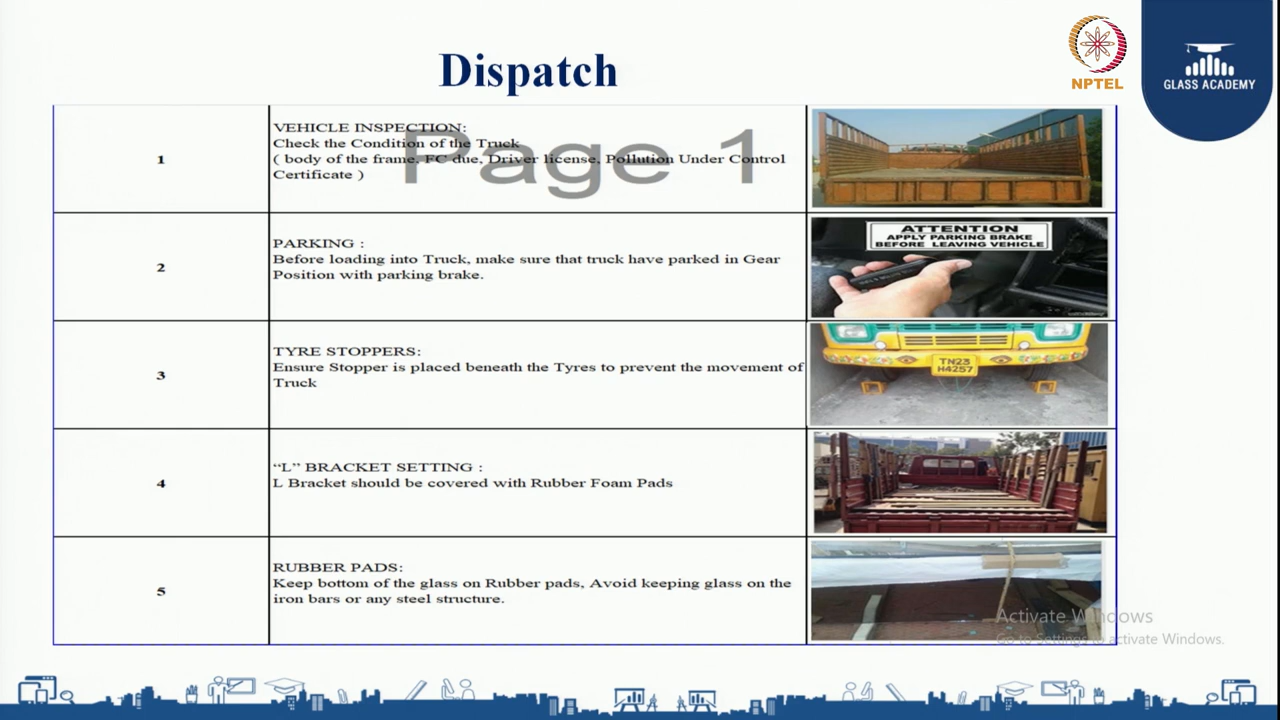 Dispatch
NPTEL
GLASS ACADEMY
Page 1
1
VEHICLE INSPECTION:
Check the Condition of the Truck
( body of the frame, FC due, Driver license, Pollution Under Control
Certificate )
2
PARKING :
Before loading into Truck, make sure that truck have parked in Gear
Position with parking brake.
ATTENTION
APPLY PARKING BRAKE
BEFORE LEAVING VEHICLE
3
TYRE STOPPERS:
Ensure Stopper is placed beneath the Tyres to prevent the movement of
Truck
TN23
H4257
4
“L” BRACKET SETTING :
L Bracket should be covered with Rubber Foam Pads
5
RUBBER PADS:
Keep bottom of the glass on Rubber pads, Avoid keeping glass on the
iron bars or any steel structure.
Activate Windows
Go to Settings to activate Windows.